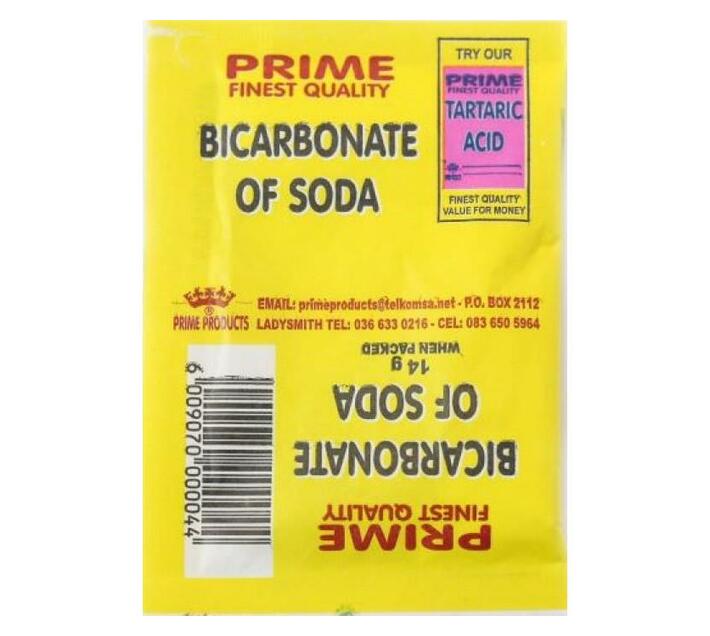 PRIME
FINEST QUALITY
BICARBONATE
OF SODA
TRY OUR
PRIME
FINEST QUALITY
TARTARIC
ACID
FINEST QUALITY
VALUE FOR MONEY
PRIME PRODUCTS
EMAIL: primeproducts@telkomsa.net - P.O. BOX 2112
LADYSMITH TEL: 036 633 0216 - CEL: 083 650 5964
PRIME
FINEST QUALITY
BICARBONATE
OF SODA
14 g
WHEN PACKED
6 009070 000044